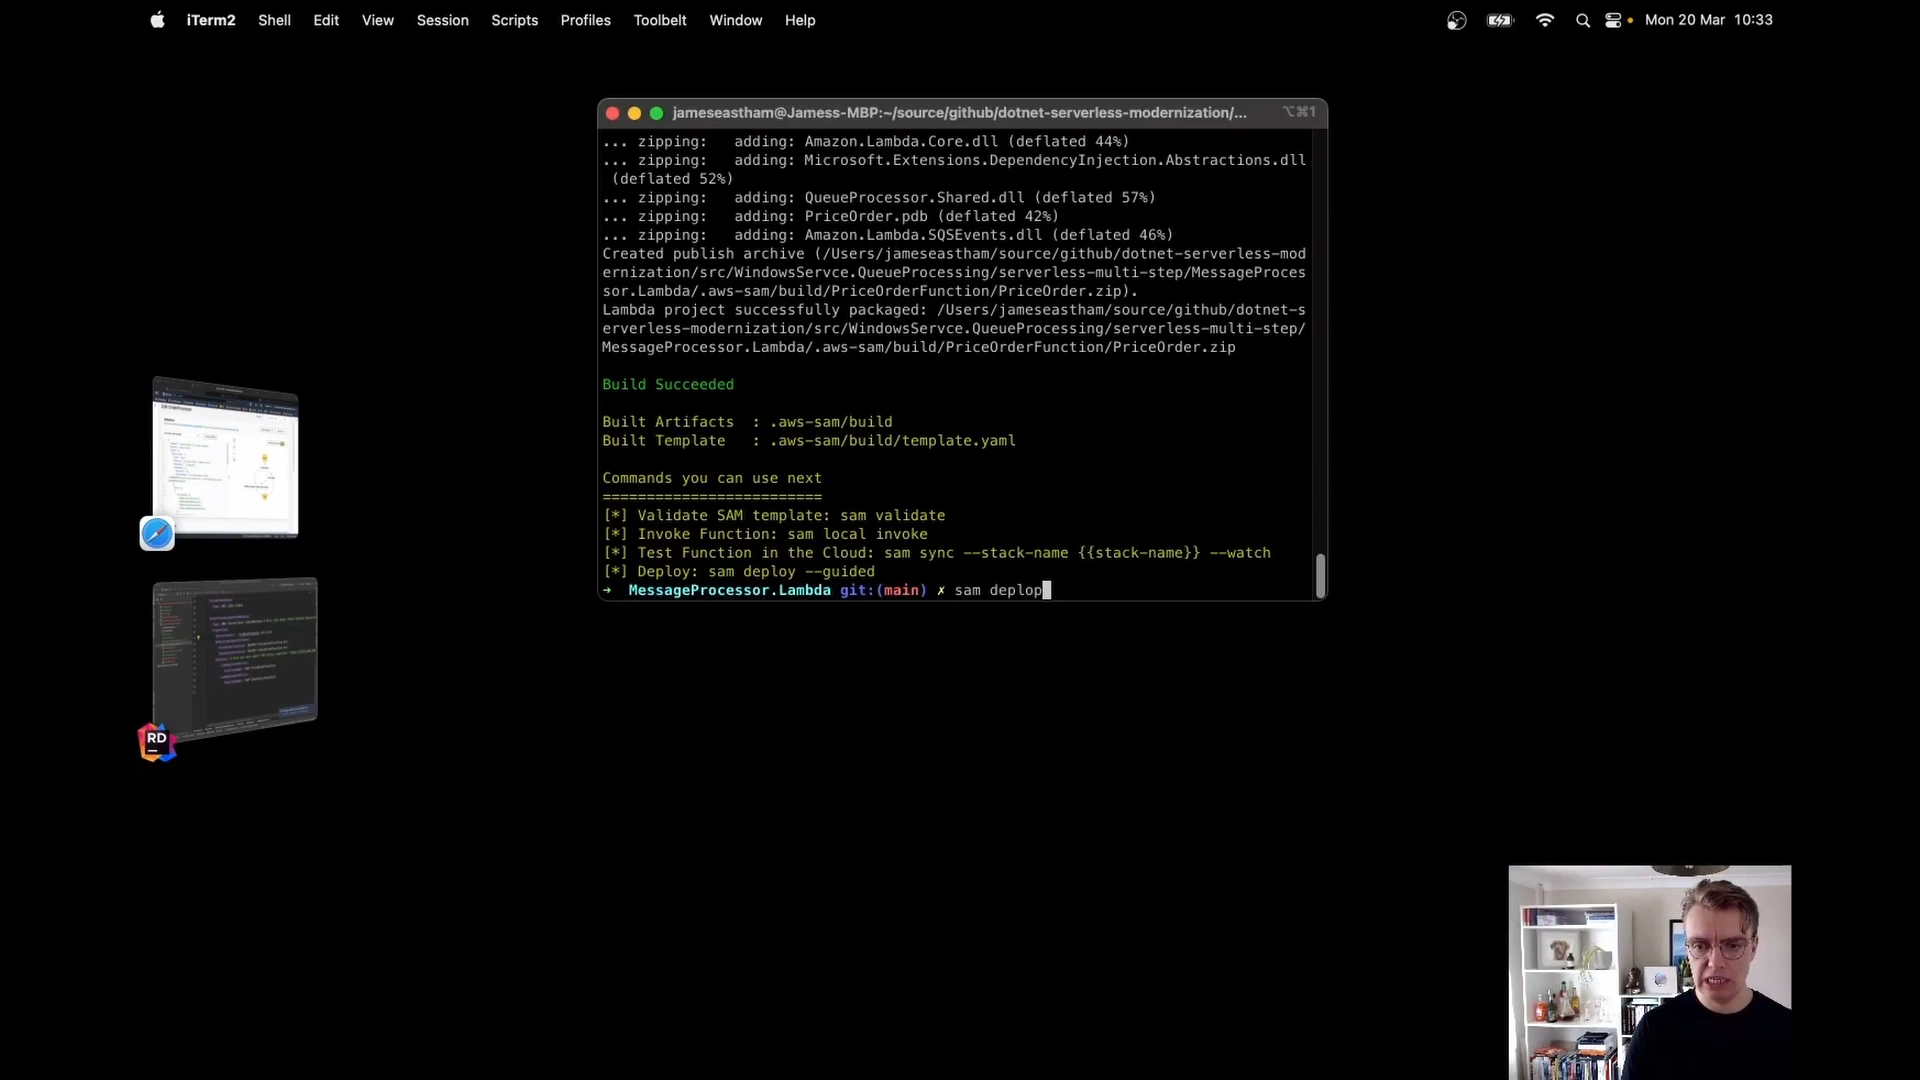 iTerm2 Shell Edit View Session Scripts Profiles Toolbelt Window Help Mon 20 Mar 10:33
jameseastham@Jamess-MBP:~/source/github/dotnet-serverless-modernization/... ⌥⌘1
... zipping:   adding: Amazon.Lambda.Core.dll (deflated 44%)
... zipping:   adding: Microsoft.Extensions.DependencyInjection.Abstractions.dll
(deflated 52%)
... zipping:   adding: QueueProcessor.Shared.dll (deflated 57%)
... zipping:   adding: PriceOrder.pdb (deflated 42%)
... zipping:   adding: Amazon.Lambda.SQSEvents.dll (deflated 46%)
Created publish archive (/Users/jameseastham/source/github/dotnet-serverless-mod
ernization/src/WindowsServce.QueueProcessing/serverless-multi-step/MessageProces
sor.Lambda/.aws-sam/build/PriceOrderFunction/PriceOrder.zip).
Lambda project successfully packaged: /Users/jameseastham/source/github/dotnet-s
erverless-modernization/src/WindowsServce.QueueProcessing/serverless-multi-step/
MessageProcessor.Lambda/.aws-sam/build/PriceOrderFunction/PriceOrder.zip
Build Succeeded
Built Artifacts  : .aws-sam/build
Built Template   : .aws-sam/build/template.yaml
Commands you can use next
=========================
[*] Validate SAM template: sam validate
[*] Invoke Function: sam local invoke
[*] Test Function in the Cloud: sam sync --stack-name {{stack-name}} --watch
[*] Deploy: sam deploy --guided
→  MessageProcessor.Lambda git:(main) ✗ sam deplop
RD